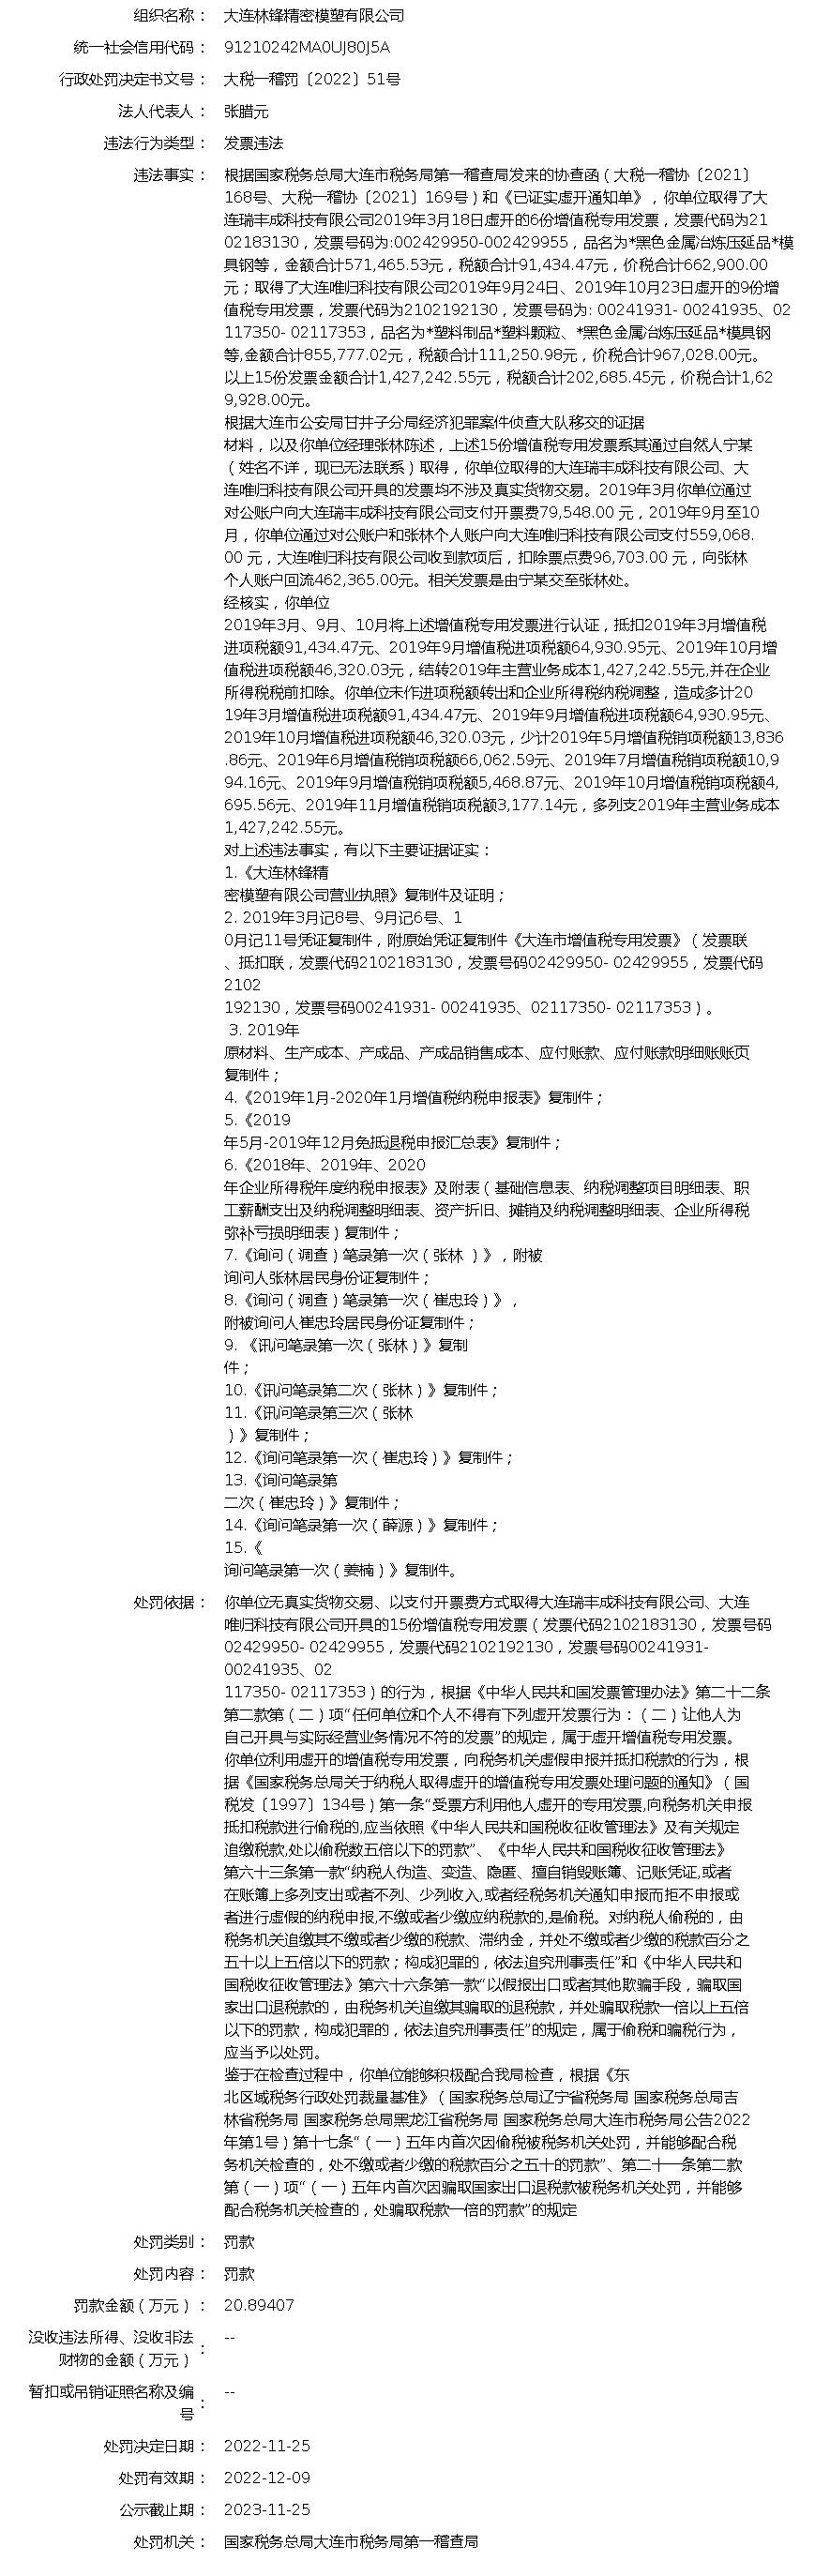 组织名称： 大连林锋精密模塑有限公司
统一社会信用代码： 91210242MA0UJ80J5A
行政处罚决定书文号： 大税一稽罚〔2022〕51号
法人代表人： 张腊元
违法行为类型： 发票违法
违法事实： 根据国家税务总局大连市税务局第一稽查局发来的协查函（大税一稽协〔2021〕
168号、大税一稽协〔2021〕169号）和《已证实虚开通知单》，你单位取得了大
连瑞丰成科技有限公司2019年3月18日虚开的6份增值税专用发票，发票代码为21
02183130，发票号码为:002429950-002429955，品名为*黑色金属冶炼压延品*模
具钢等，金额合计571,465.53元，税额合计91,434.47元，价税合计662,900.00
元；取得了大连唯归科技有限公司2019年9月24日、2019年10月23日虚开的9份增
值税专用发票，发票代码为2102192130，发票号码为: 00241931- 00241935、02
117350- 02117353，品名为*塑料制品*塑料颗粒、*黑色金属冶炼压延品*模具钢
等,金额合计855,777.02元，税额合计111,250.98元，价税合计967,028.00元。
以上15份发票金额合计1,427,242.55元，税额合计202,685.45元，价税合计1,62
9,928.00元。
根据大连市公安局甘井子分局经济犯罪案件侦查大队移交的证据
材料，以及你单位经理张林陈述，上述15份增值税专用发票系其通过自然人宁某
（姓名不详，现已无法联系）取得，你单位取得的大连瑞丰成科技有限公司、大
连唯归科技有限公司开具的发票均不涉及真实货物交易。2019年3月你单位通过
对公账户向大连瑞丰成科技有限公司支付开票费79,548.00 元，2019年9月至10
月，你单位通过对公账户和张林个人账户向大连唯归科技有限公司支付559,068.
00 元，大连唯归科技有限公司收到款项后，扣除票点费96,703.00 元，向张林
个人账户回流462,365.00元。相关发票是由宁某交至张林处。
经核实，你单位
2019年3月、9月、10月将上述增值税专用发票进行认证，抵扣2019年3月增值税
进项税额91,434.47元、2019年9月增值税进项税额64,930.95元、2019年10月增
值税进项税额46,320.03元，结转2019年主营业务成本1,427,242.55元,并在企业
所得税税前扣除。你单位未作进项税额转出和企业所得税纳税调整，造成多计20
19年3月增值税进项税额91,434.47元、2019年9月增值税进项税额64,930.95元、
2019年10月增值税进项税额46,320.03元，少计2019年5月增值税销项税额13,836
.86元、2019年6月增值税销项税额66,062.59元、2019年7月增值税销项税额10,9
94.16元、2019年9月增值税销项税额5,468.87元、2019年10月增值税销项税额4,
695.56元、2019年11月增值税销项税额3,177.14元，多列支2019年主营业务成本
1,427,242.55元。
对上述违法事实，有以下主要证据证实：
1.《大连林锋精
密模塑有限公司营业执照》复制件及证明；
2. 2019年3月记8号、9月记6号、1
0月记11号凭证复制件，附原始凭证复制件《大连市增值税专用发票》（发票联
、抵扣联，发票代码2102183130，发票号码02429950- 02429955，发票代码
2102
192130，发票号码00241931- 00241935、02117350- 02117353）。
3. 2019年
原材料、生产成本、产成品、产成品销售成本、应付账款、应付账款明细账账页
复制件；
4.《2019年1月-2020年1月增值税纳税申报表》复制件；
5.《2019
年5月-2019年12月免抵退税申报汇总表》复制件；
6.《2018年、2019年、2020
年企业所得税年度纳税申报表》及附表（基础信息表、纳税调整项目明细表、职
工薪酬支出及纳税调整明细表、资产折旧、摊销及纳税调整明细表、企业所得税
弥补亏损明细表）复制件；
7.《询问（调查）笔录第一次（张林 ）》，附被
询问人张林居民身份证复制件；
8.《询问（调查）笔录第一次（崔忠玲）》，
附被询问人崔忠玲居民身份证复制件；
9. 《讯问笔录第一次（张林）》复制
件；
10.《讯问笔录第二次（张林）》复制件；
11.《讯问笔录第三次（张林
）》复制件；
12.《询问笔录第一次（崔忠玲）》复制件；
13.《询问笔录第
二次（崔忠玲）》复制件；
14.《询问笔录第一次（薛源）》复制件；
15.《
询问笔录第一次（姜楠）》复制件。
处罚依据： 你单位无真实货物交易、以支付开票费方式取得大连瑞丰成科技有限公司、大连
唯归科技有限公司开具的15份增值税专用发票（发票代码2102183130，发票号码
02429950- 02429955，发票代码2102192130，发票号码00241931-
00241935、02
117350- 02117353）的行为，根据《中华人民共和国发票管理办法》第二十二条
第二款第（二）项“任何单位和个人不得有下列虚开发票行为：（二）让他人为
自己开具与实际经营业务情况不符的发票”的规定，属于虚开增值税专用发票。
你单位利用虚开的增值税专用发票，向税务机关虚假申报并抵扣税款的行为，根
据《国家税务总局关于纳税人取得虚开的增值税专用发票处理问题的通知》（国
税发〔1997〕134号）第一条“受票方利用他人虚开的专用发票,向税务机关申报
抵扣税款进行偷税的,应当依照《中华人民共和国税收征收管理法》及有关规定
追缴税款,处以偷税数五倍以下的罚款”、《中华人民共和国税收征收管理法》
第六十三条第一款“纳税人伪造、变造、隐匿、擅自销毁账簿、记账凭证,或者
在账簿上多列支出或者不列、少列收入,或者经税务机关通知申报而拒不申报或
者进行虚假的纳税申报,不缴或者少缴应纳税款的,是偷税。对纳税人偷税的，由
税务机关追缴其不缴或者少缴的税款、滞纳金，并处不缴或者少缴的税款百分之
五十以上五倍以下的罚款；构成犯罪的，依法追究刑事责任”和《中华人民共和
国税收征收管理法》第六十六条第一款“以假报出口或者其他欺骗手段，骗取国
家出口退税款的，由税务机关追缴其骗取的退税款，并处骗取税款一倍以上五倍
以下的罚款，构成犯罪的，依法追究刑事责任”的规定，属于偷税和骗税行为，
应当予以处罚。
鉴于在检查过程中，你单位能够积极配合我局检查，根据《东
北区域税务行政处罚裁量基准》（国家税务总局辽宁省税务局 国家税务总局吉
林省税务局 国家税务总局黑龙江省税务局 国家税务总局大连市税务局公告2022
年第1号）第十七条“（一）五年内首次因偷税被税务机关处罚，并能够配合税
务机关检查的，处不缴或者少缴的税款百分之五十的罚款”、第二十一条第二款
第（一）项“（一）五年内首次因骗取国家出口退税款被税务机关处罚，并能够
配合税务机关检查的，处骗取税款一倍的罚款”的规定
处罚类别： 罚款
处罚内容： 罚款
罚款金额（万元）： 20.89407
没收违法所得、没收非法
财物的金额（万元）： --
暂扣或吊销证照名称及编
号： --
处罚决定日期： 2022-11-25
处罚有效期： 2022-12-09
公示截止期： 2023-11-25
处罚机关： 国家税务总局大连市税务局第一稽查局